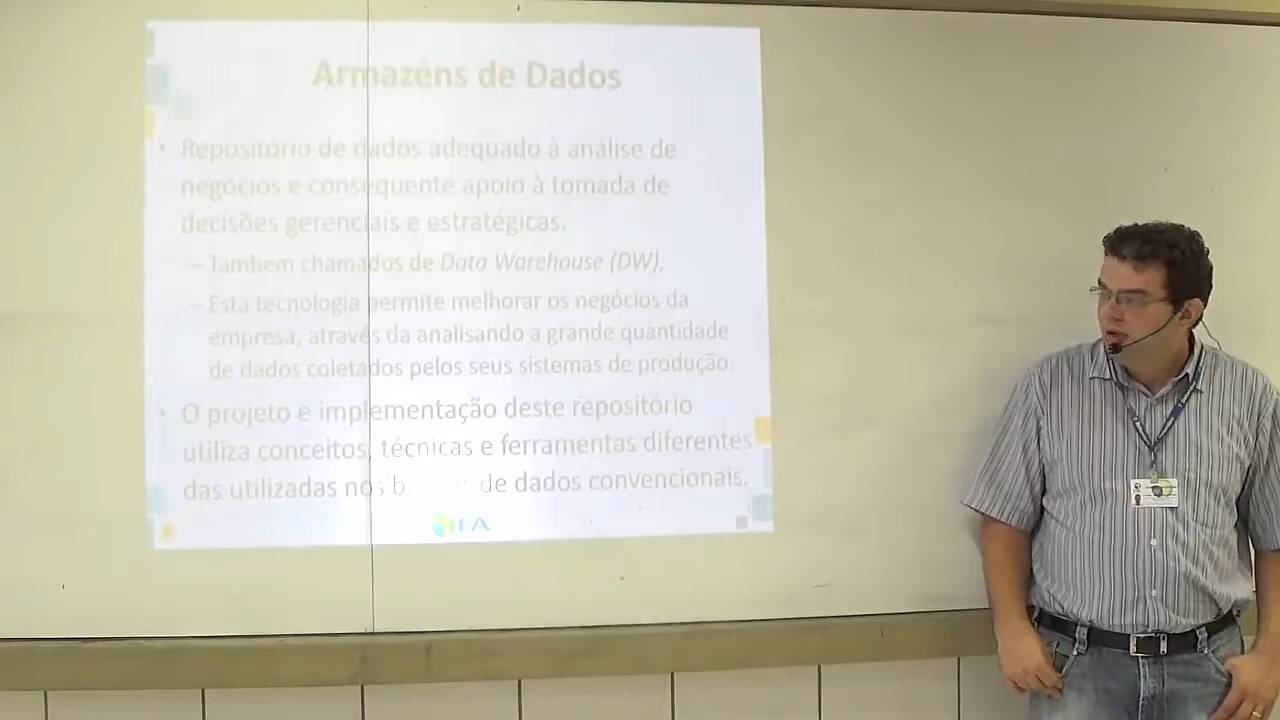 Armazéns de Dados
• Repositório de dados adequado à análise de
negócios e consequente apoio à tomada de
decisões gerenciais e estratégicas.
– Também chamados de Data Warehouse (DW),
– Esta tecnologia permite melhorar os negócios da
empresa, através da analisando a grande quantidade
de dados coletados pelos seus sistemas de produção.
• O projeto e implementação deste repositório
utiliza conceitos, técnicas e ferramentas diferentes
das utilizadas nos de dados convencionais.